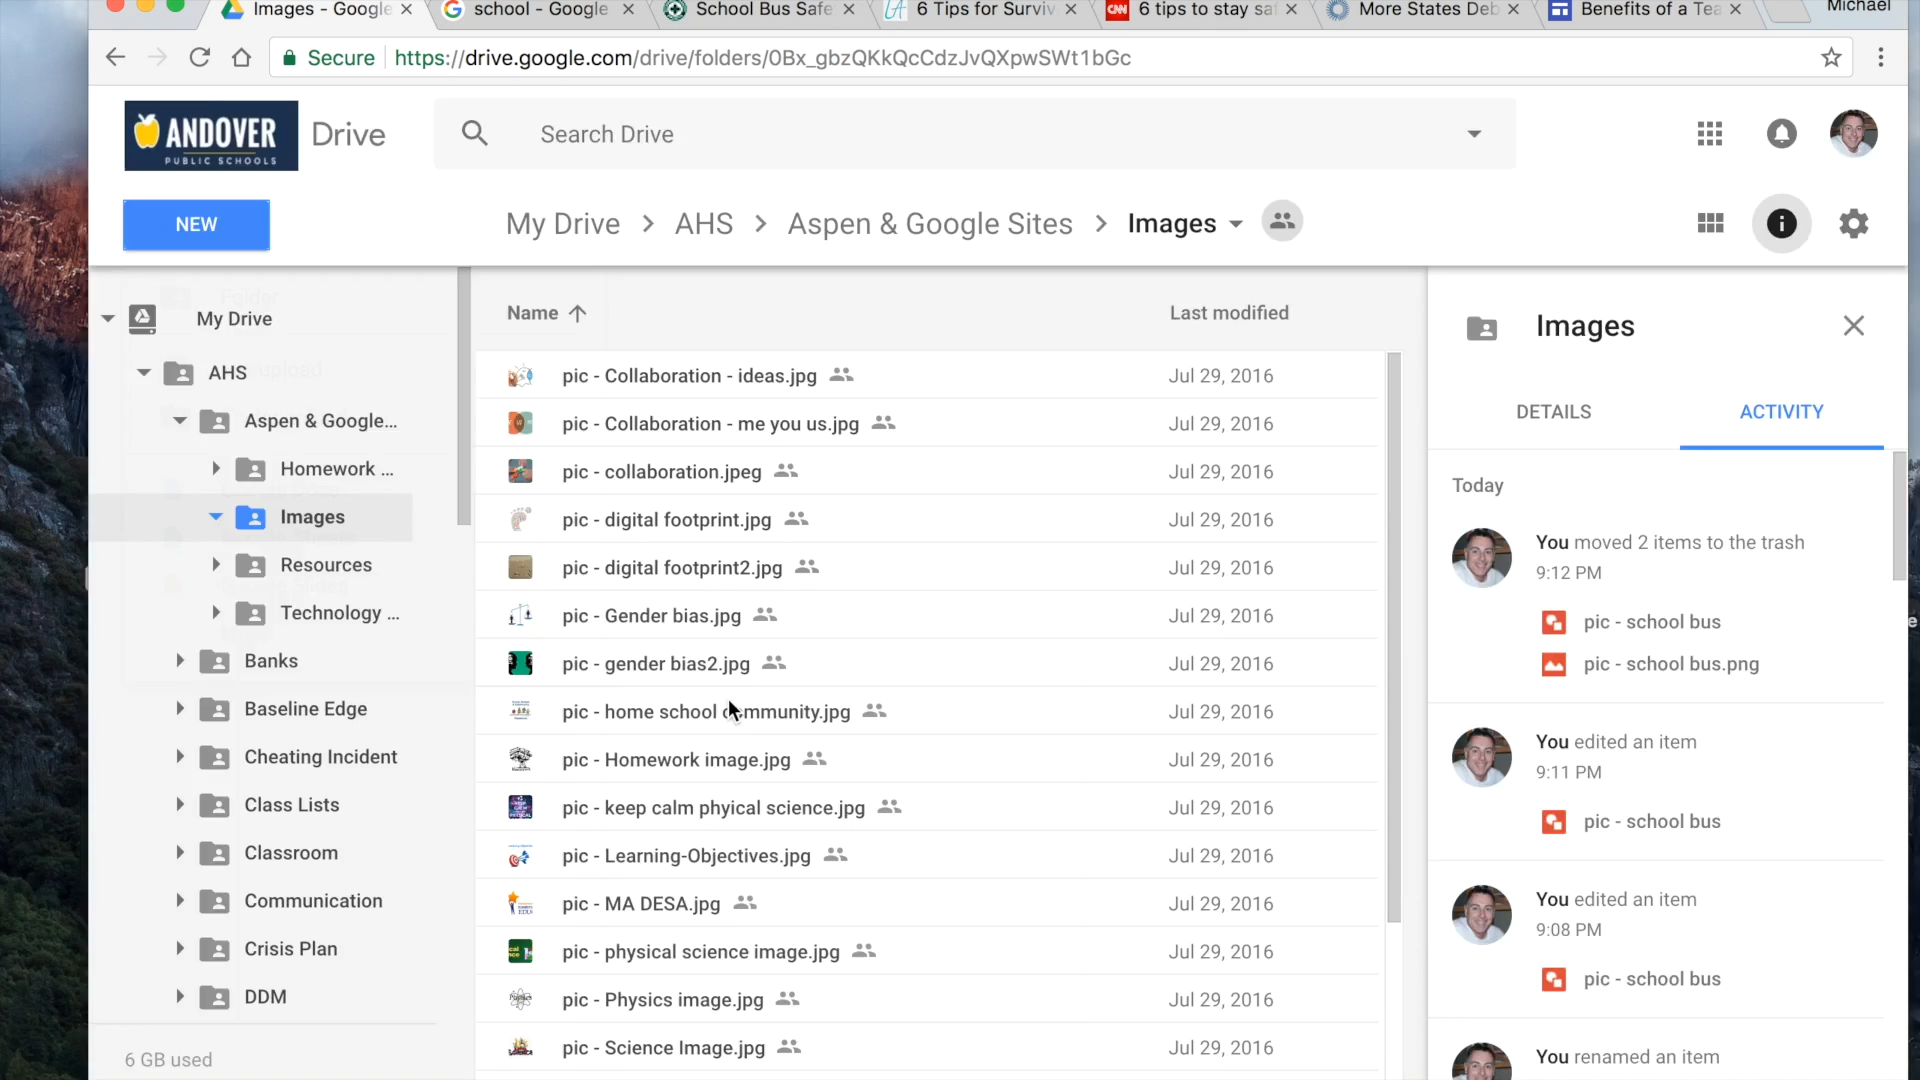 Images - Google
school - Google
School Bus Safe
6 Tips for Surviv
CNN
6 tips to stay saf
More States Deb
Benefits of a Tea
Michael
Secure
https://drive.google.com/drive/folders/0Bx_gbzQKkQcCdzJvQXpwSWt1bGc
ANDOVER
PUBLIC SCHOOLS
Drive
Search Drive
NEW
My Drive > AHS > Aspen & Google Sites > Images
Folder
My Drive
AHS
upload
Aspen & Google...
Homework ...
Images
Resources
Technology ...
Banks
Baseline Edge
Cheating Incident
Class Lists
Classroom
Communication
Crisis Plan
DDM
6 GB used
Name
Last modified
pic - Collaboration - ideas.jpg
Jul 29, 2016
pic - Collaboration - me you us.jpg
Jul 29, 2016
pic - collaboration.jpeg
Jul 29, 2016
pic - digital footprint.jpg
Jul 29, 2016
pic - digital footprint2.jpg
Jul 29, 2016
pic - Gender bias.jpg
Jul 29, 2016
pic - gender bias2.jpg
Jul 29, 2016
pic - home school community.jpg
Jul 29, 2016
pic - Homework image.jpg
Jul 29, 2016
pic - keep calm phyical science.jpg
Jul 29, 2016
pic - Learning-Objectives.jpg
Jul 29, 2016
pic - MA DESA.jpg
Jul 29, 2016
pic - physical science image.jpg
Jul 29, 2016
pic - Physics image.jpg
Jul 29, 2016
pic - Science Image.jpg
Jul 29, 2016
Images
DETAILS
ACTIVITY
Today
You moved 2 items to the trash
9:12 PM
pic - school bus
pic - school bus.png
You edited an item
9:11 PM
pic - school bus
You edited an item
9:08 PM
pic - school bus
You renamed an item